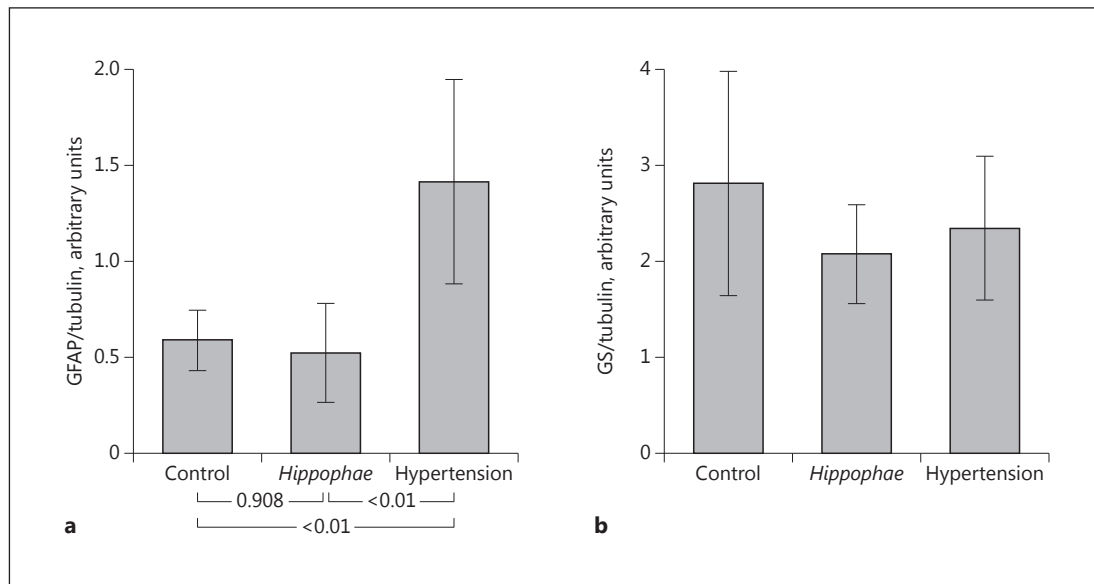 GFAP/tubulin, arbitrary units
2.0
1.5
1.0
0.5
0
Control Hippophae Hypertension
0.908 <0.01
<0.01
a
GS/tubulin, arbitrary units
4
3
2
1
0
Control Hippophae Hypertension
b